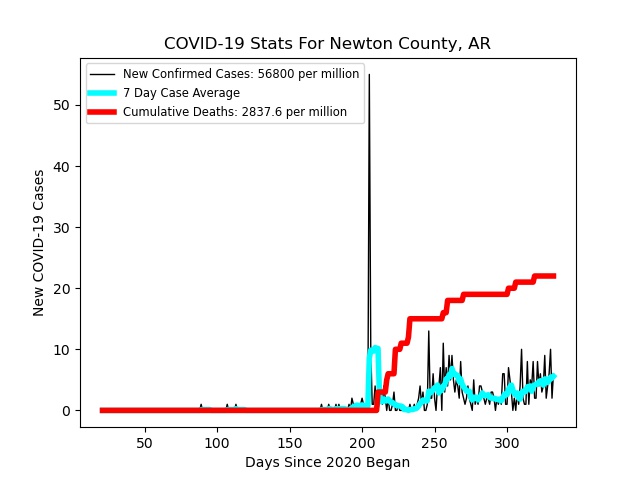 COVID-19 Stats For Newton County, AR
New Confirmed Cases: 56800 per million
7 Day Case Average
Cumulative Deaths: 2837.6 per million
New COVID-19 Cases
50
40
30
20
10
0
50 100 150 200 250 300
Days Since 2020 Began